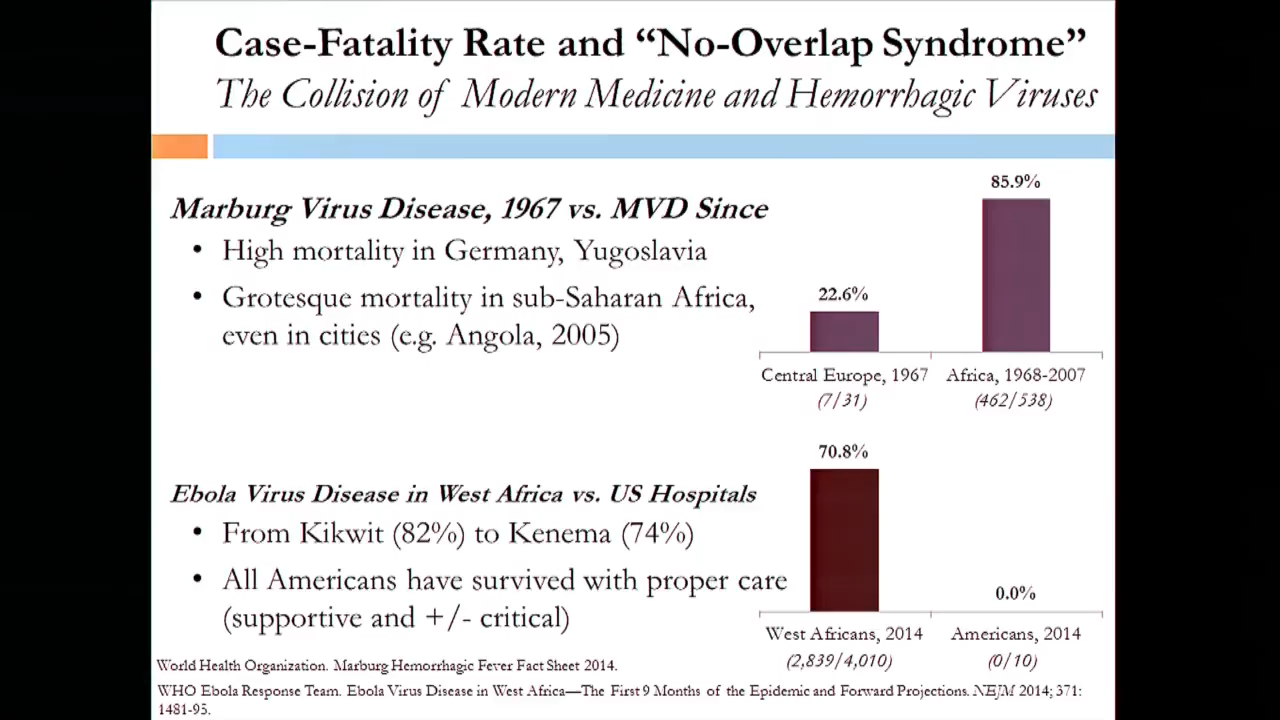 Case-Fatality Rate and “No-Overlap Syndrome”
The Collision of Modern Medicine and Hemorrhagic Viruses
Marburg Virus Disease, 1967 vs. MVD Since
• High mortality in Germany, Yugoslavia
• Grotesque mortality in sub-Saharan Africa,
even in cities (e.g. Angola, 2005)
85.9%
22.6%
Central Europe, 1967
(7/31)
Africa, 1968-2007
(462/538)
Ebola Virus Disease in West Africa vs. US Hospitals
• From Kikwit (82%) to Kenema (74%)
• All Americans have survived with proper care
(supportive and +/- critical)
70.8%
0.0%
West Africans, 2014
(2,839/4,010)
Americans, 2014
(0/10)
World Health Organization. Marburg Hemorrhagic Fever Fact Sheet 2014.
WHO Ebola Response Team. Ebola Virus Disease in West Africa—The First 9 Months of the Epidemic and Forward Projections. NEJM 2014; 371:
1481-95.